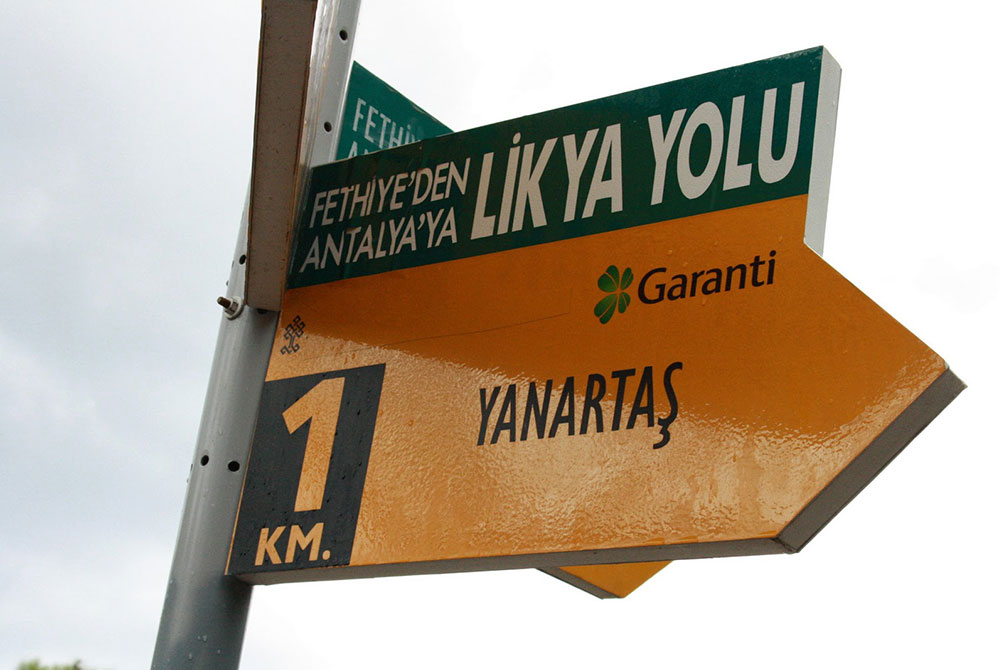 FETHİYE'DEN
ANTALYA'YA
LİKYA YOLU
Garanti
YANARTAŞ
1
KM.